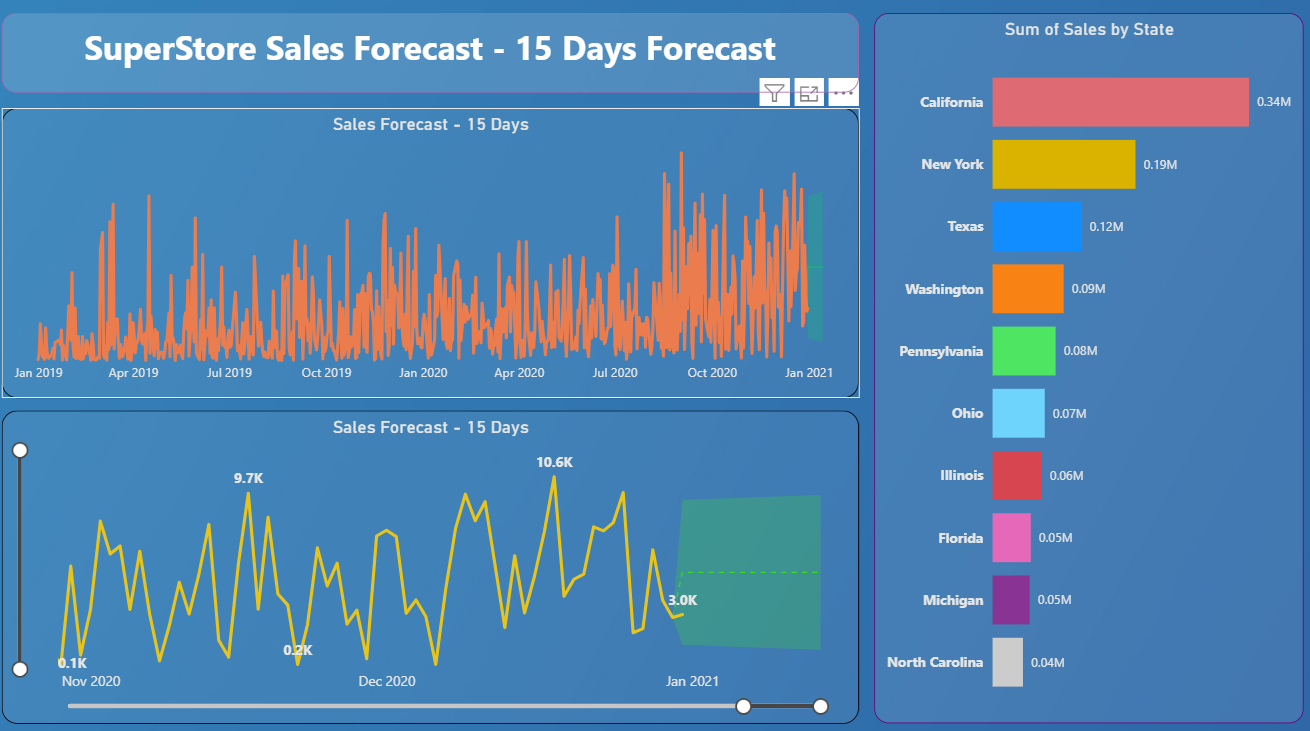 SuperStore Sales Forecast - 15 Days Forecast
Sales Forecast - 15 Days
Jan 2019 Apr 2019 Jul 2019 Oct 2019 Jan 2020 Apr 2020 Jul 2020 Oct 2020 Jan 2021
Sales Forecast - 15 Days
10.6K
9.7K
3.0K
0.2K
0.1K
Nov 2020 Dec 2020 Jan 2021
Sum of Sales by State
California 0.34M
New York 0.19M
Texas 0.12M
Washington 0.09M
Pennsylvania 0.08M
Ohio 0.07M
Illinois 0.06M
Florida 0.05M
Michigan 0.05M
North Carolina 0.04M